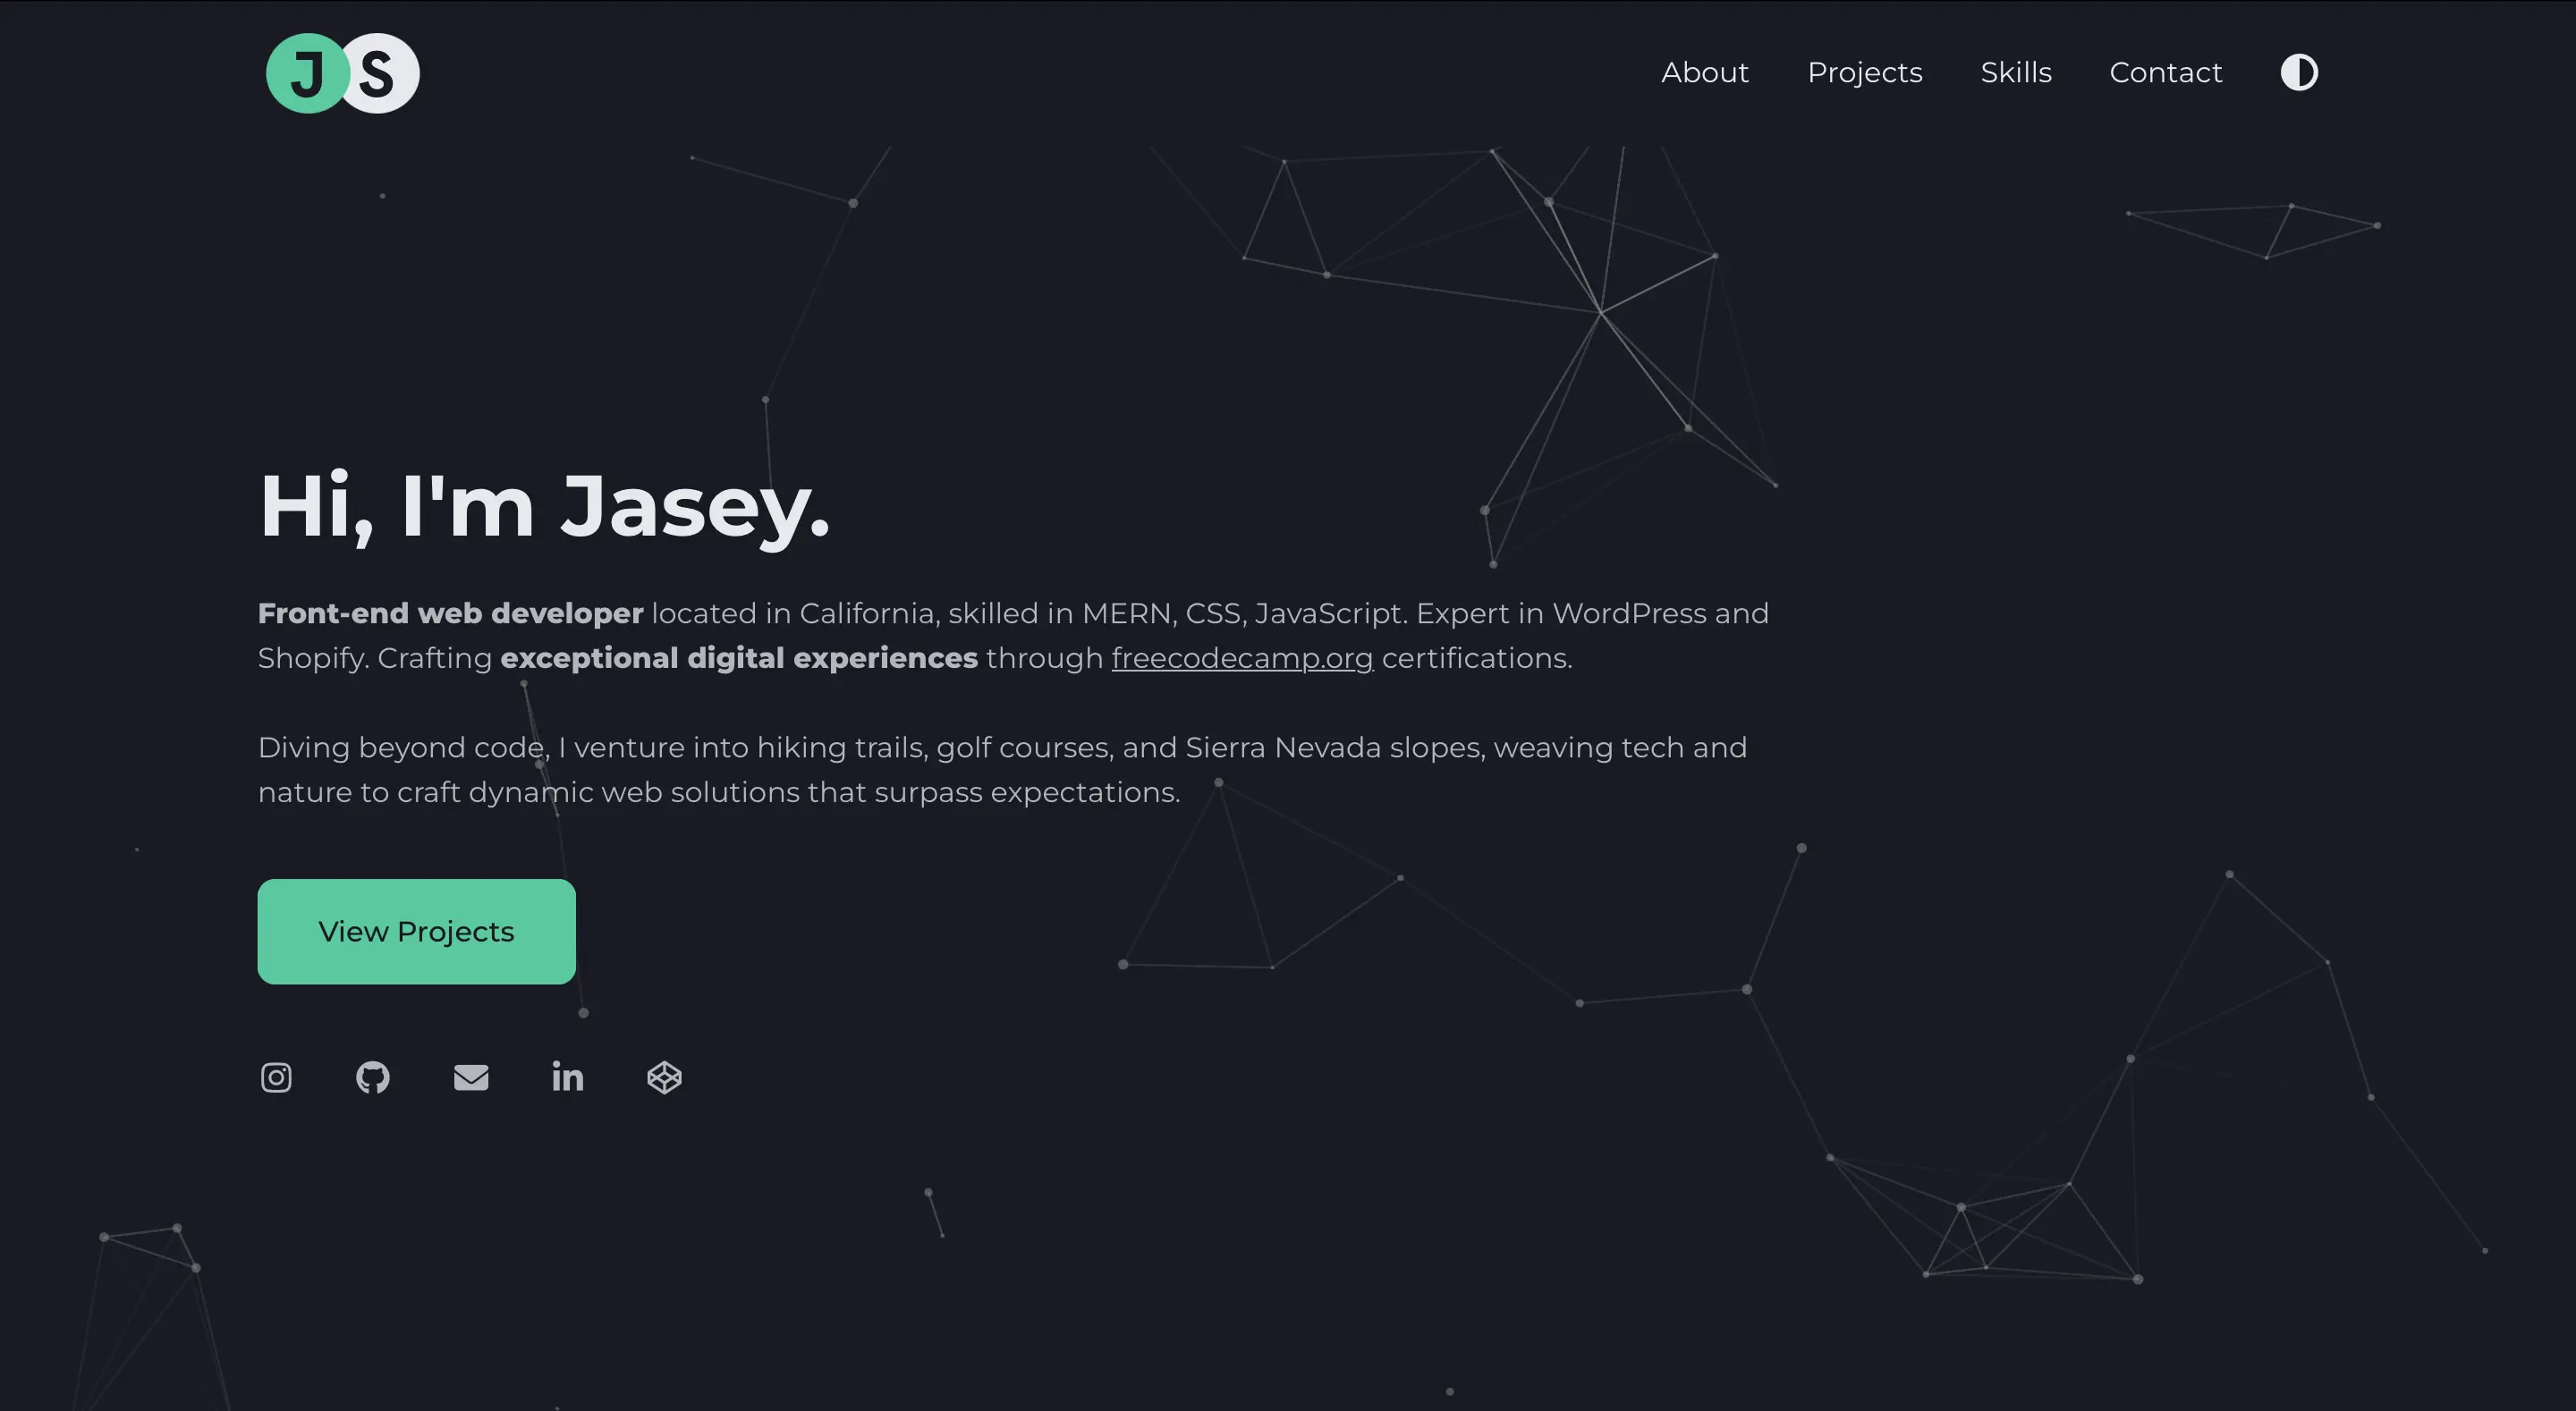 JS
About Projects Skills Contact
Hi, I'm Jasey.
Front-end web developer located in California, skilled in MERN, CSS, JavaScript. Expert in WordPress and
Shopify. Crafting exceptional digital experiences through freecodecamp.org certifications.
Diving beyond code, I venture into hiking trails, golf courses, and Sierra Nevada slopes, weaving tech and
nature to craft dynamic web solutions that surpass expectations.
View Projects
in